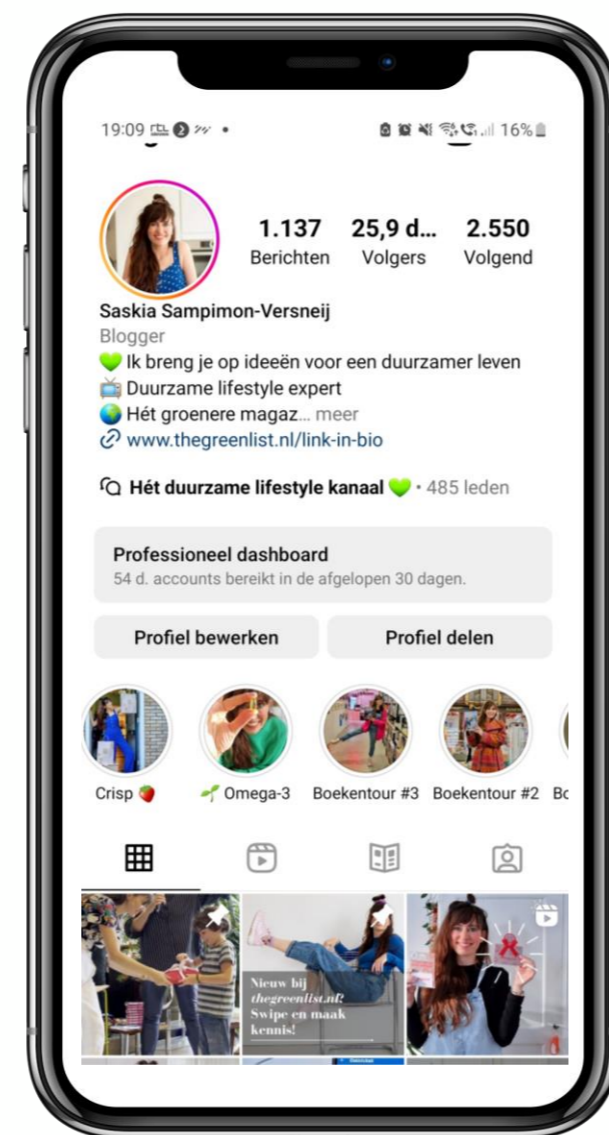 19:09
16%
1.137 25,9 d... 2.550
Berichten Volgers Volgend
Saskia Sampimon-Versneij
Blogger
💚 Ik breng je op ideeën voor een duurzamer leven
📺 Duurzame lifestyle expert
🌍 Hét groenere magaz... meer
www.thegreenlist.nl/link-in-bio
Hét duurzame lifestyle kanaal 💚 • 485 leden
Professioneel dashboard
54 d. accounts bereikt in de afgelopen 30 dagen.
Profiel bewerken Profiel delen
Crisp 🍓 🌱 Omega-3 Boekentour #3 Boekentour #2 Bo
Nieuw bij
thegreenlist.nl?
Swipe en maak
kennis!